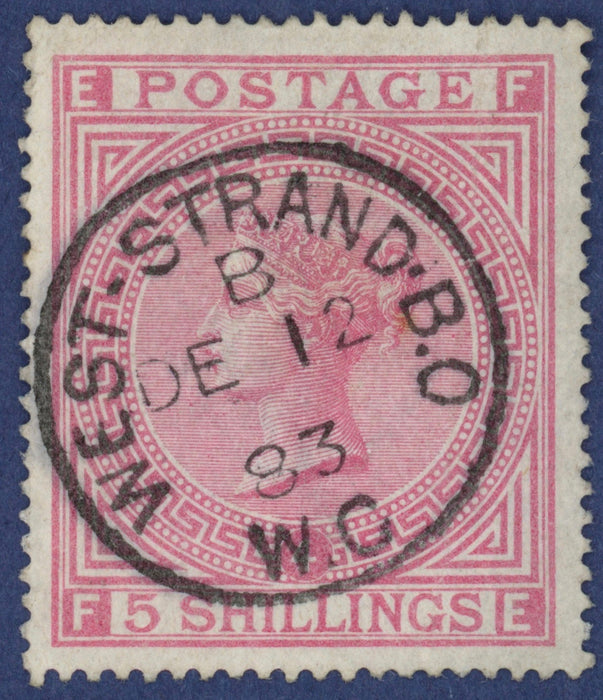 E POSTAGE F
WEST-STRAND·B.O
B
DE 12
83
W.C
F 5 SHILLINGS E